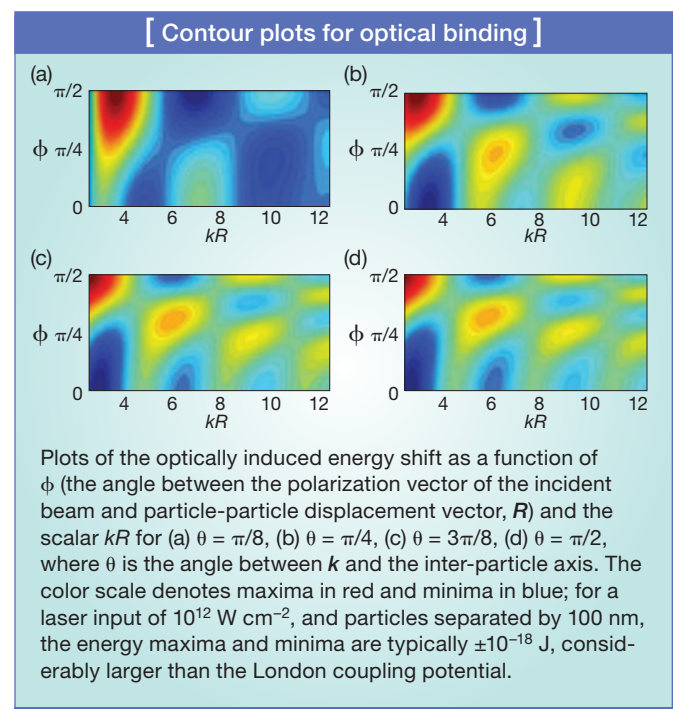 [ Contour plots for optical binding ]
(a)
π/2
ϕ π/4
0
4 6 8 10 12
kR
(b)
π/2
ϕ π/4
0
4 6 8 10 12
kR
(c)
π/2
ϕ π/4
0
4 6 8 10 12
kR
(d)
π/2
ϕ π/4
0
4 6 8 10 12
kR
Plots of the optically induced energy shift as a function of
ϕ (the angle between the polarization vector of the incident
beam and particle-particle displacement vector, R) and the
scalar kR for (a) θ = π/8, (b) θ = π/4, (c) θ = 3π/8, (d) θ = π/2,
where θ is the angle between k and the inter-particle axis. The
color scale denotes maxima in red and minima in blue; for a
laser input of 10¹² W cm⁻², and particles separated by 100 nm,
the energy maxima and minima are typically ±10⁻¹⁸ J, consid-
erably larger than the London coupling potential.